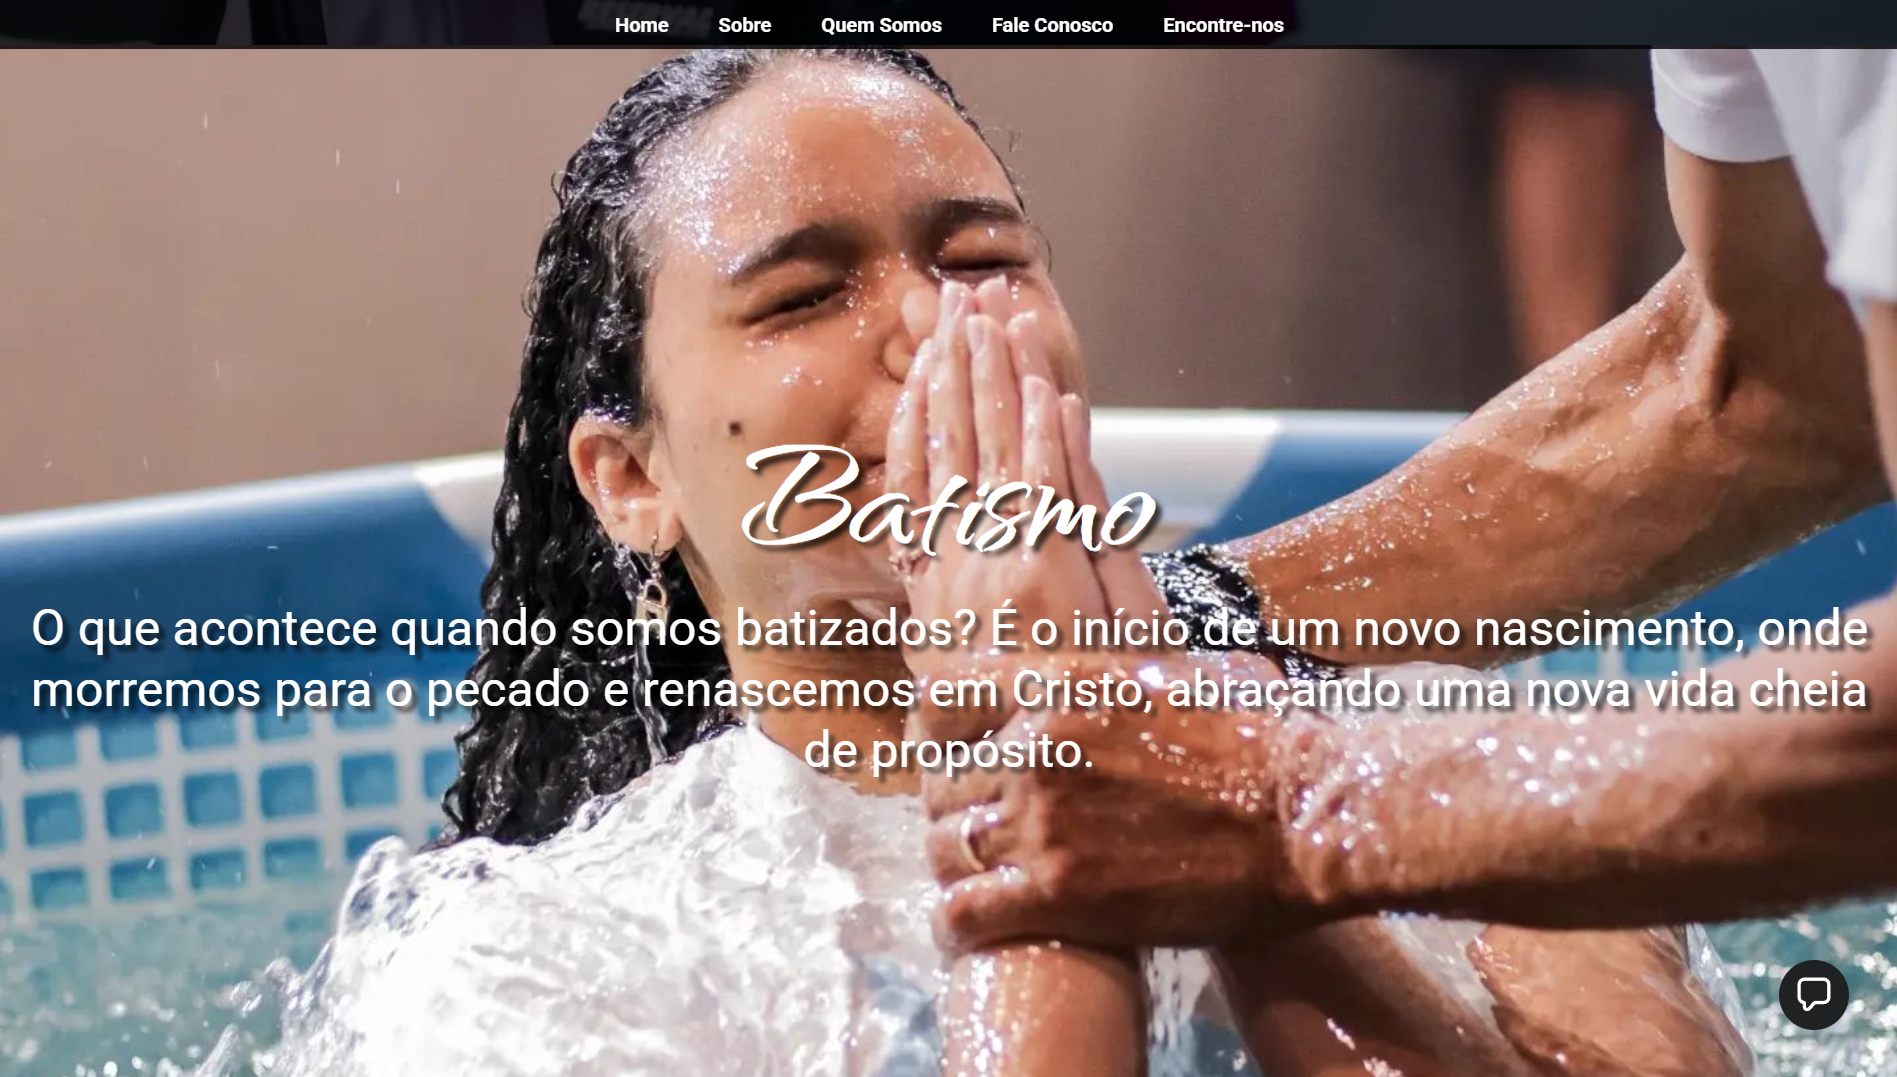 Home Sobre Quem Somos Fale Conosco Encontre-nos
Batismo
O que acontece quando somos batizados? É o início de um novo nascimento, onde
morremos para o pecado e renascemos em Cristo, abraçando uma nova vida cheia
de propósito.